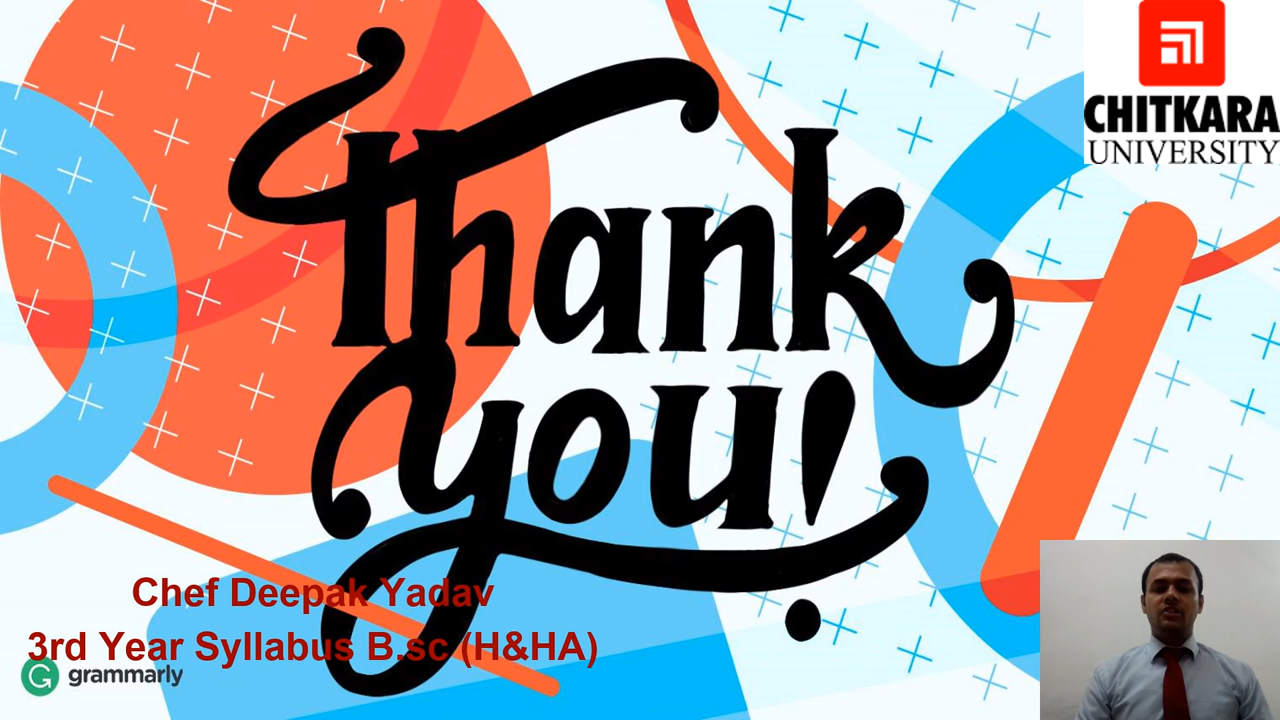 CHITKARA
UNIVERSITY
Thank
you!
Chef Deepak Yadav
3rd Year Syllabus B.sc (H&HA)
grammarly